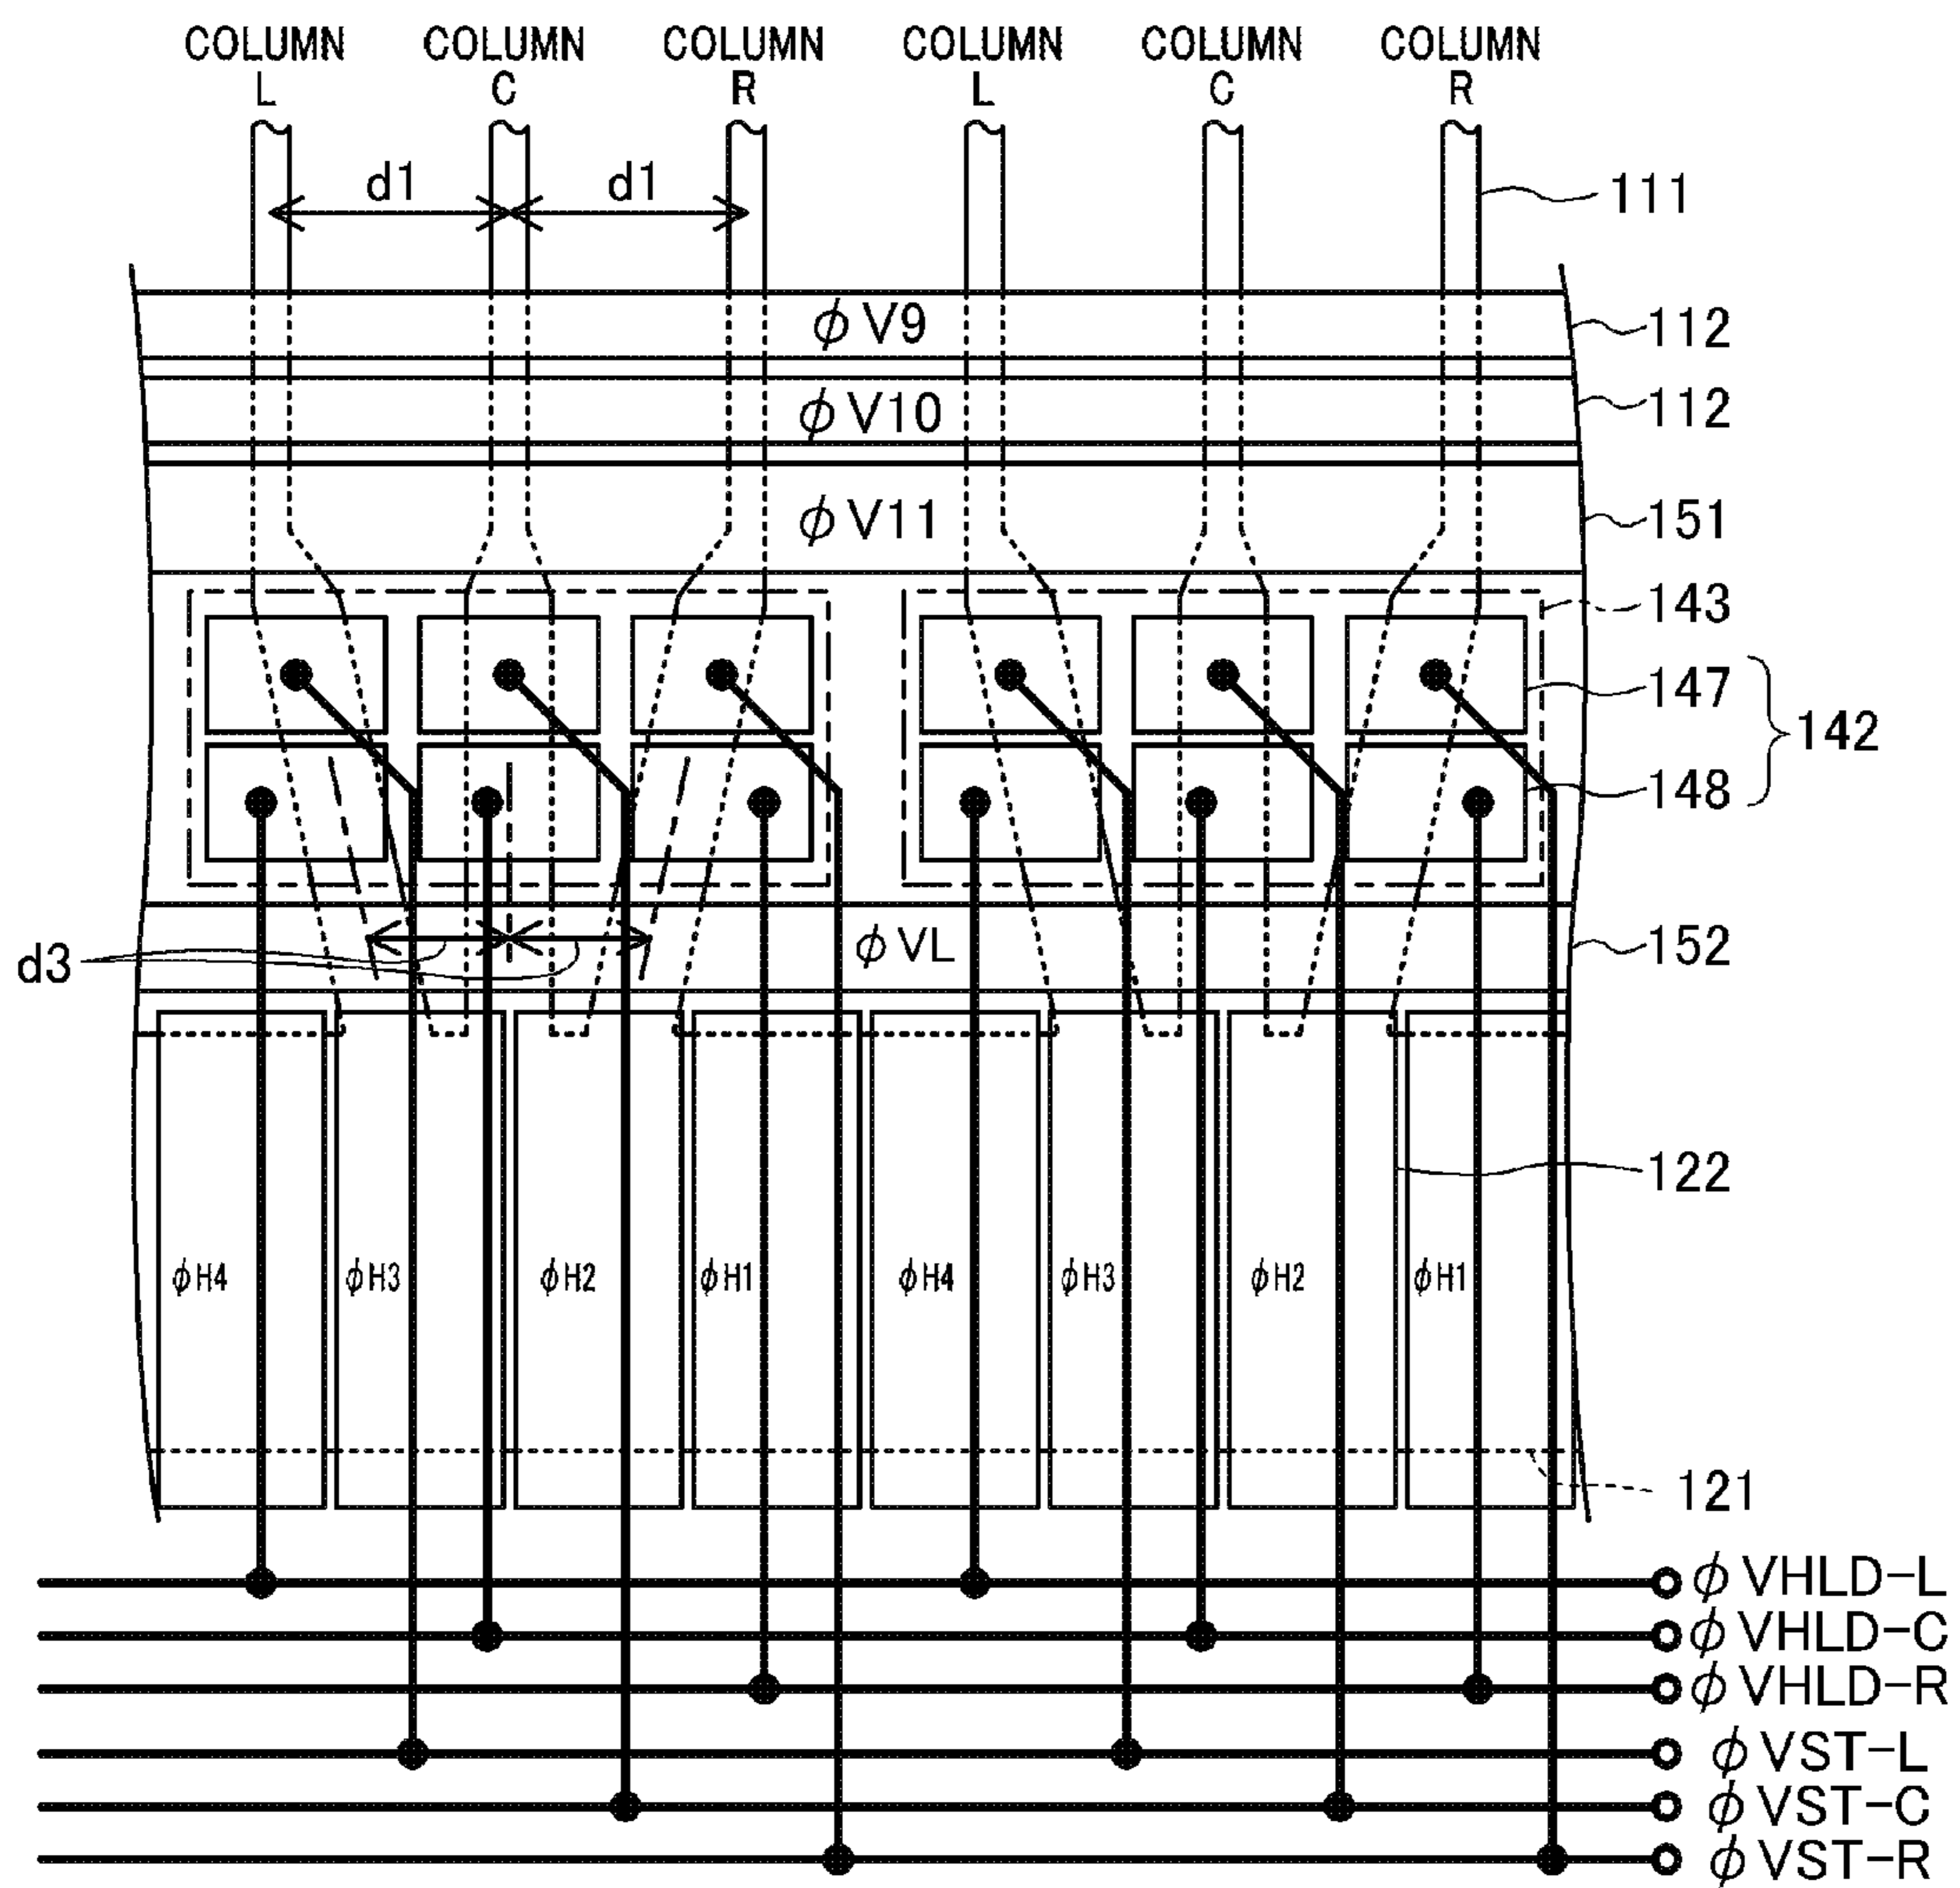 COLUMN COLUMN COLUMN COLUMN COLUMN COLUMN
L C R L C R
d1 d1
111
ϕV9
112
ϕV10
112
ϕV11
151
143
147
142
148
d3
ϕVL
152
122
ϕH4 ϕH3 ϕH2 ϕH1 ϕH4 ϕH3 ϕH2 ϕH1
121
ϕVHLD-L
ϕVHLD-C
ϕVHLD-R
ϕVST-L
ϕVST-C
ϕVST-R